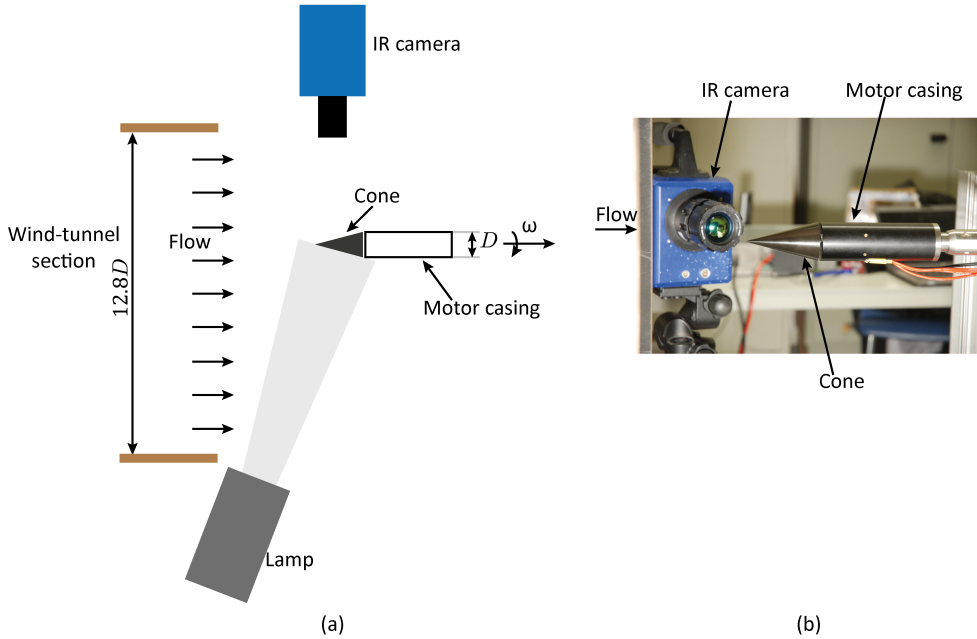 IR camera
Wind-tunnel
section
12.8D
Flow
Cone
D
ω
Motor casing
Lamp
(a)
IR camera
Motor casing
Flow
Cone
(b)